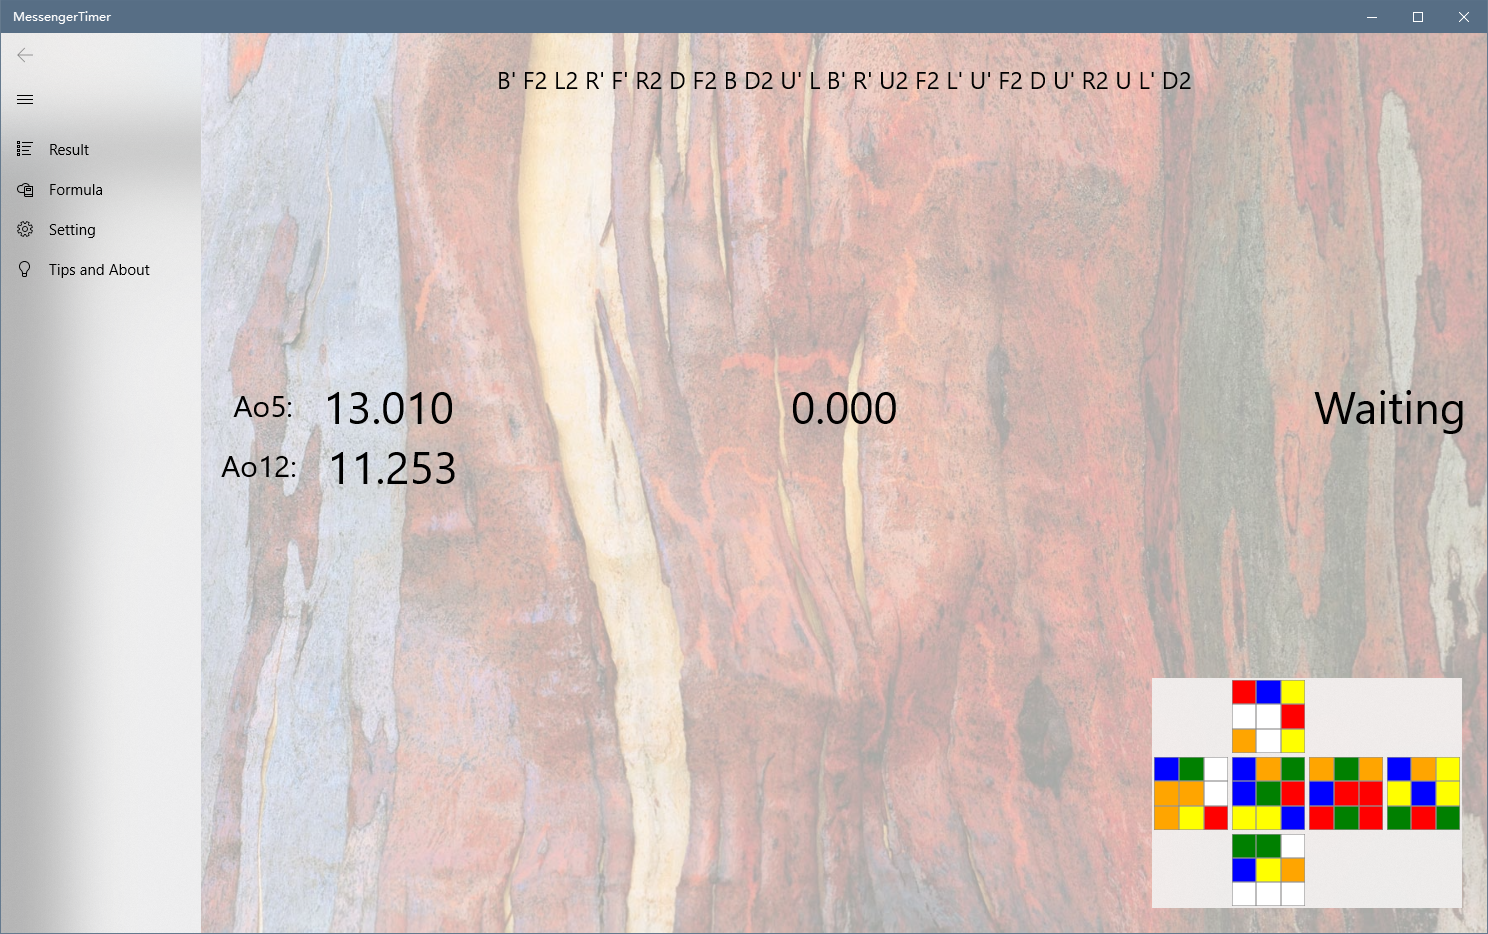 MessengerTimer
B' F2 L2 R' F' R2 D F2 B D2 U' L B' R' U2 F2 L' U' F2 D U' R2 U L' D2
Result
Formula
Setting
Tips and About
Ao5: 13.010
0.000
Waiting
Ao12: 11.253